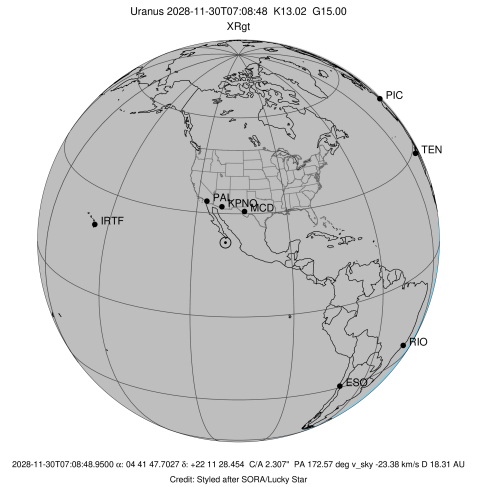 Uranus 2028-11-30T07:08:48 K13.02 G15.00
XRgt
PIC
TEN
PAL
KPNO
MCD
IRTF
RIO
ESO
2028-11-30T07:08:48.9500 α: 04 41 47.7027 δ: +22 11 28.454 C/A 2.307" PA 172.57 deg v_sky -23.38 km/s D 18.31 AU
Credit: Styled after SORA/Lucky Star